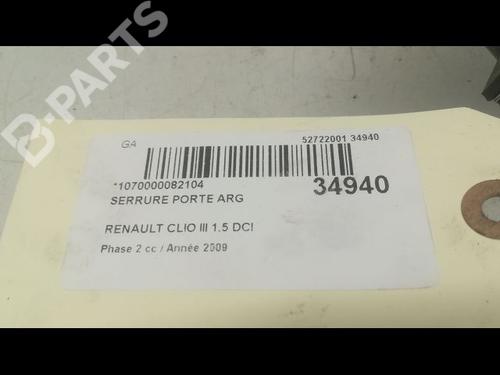 B-PARTS
GA
52722001 34940
*1070000082104
34940
SERRURE PORTE ARG
RENAULT CLIO III 1.5 DCI
Phase 2 cc / Année 2009